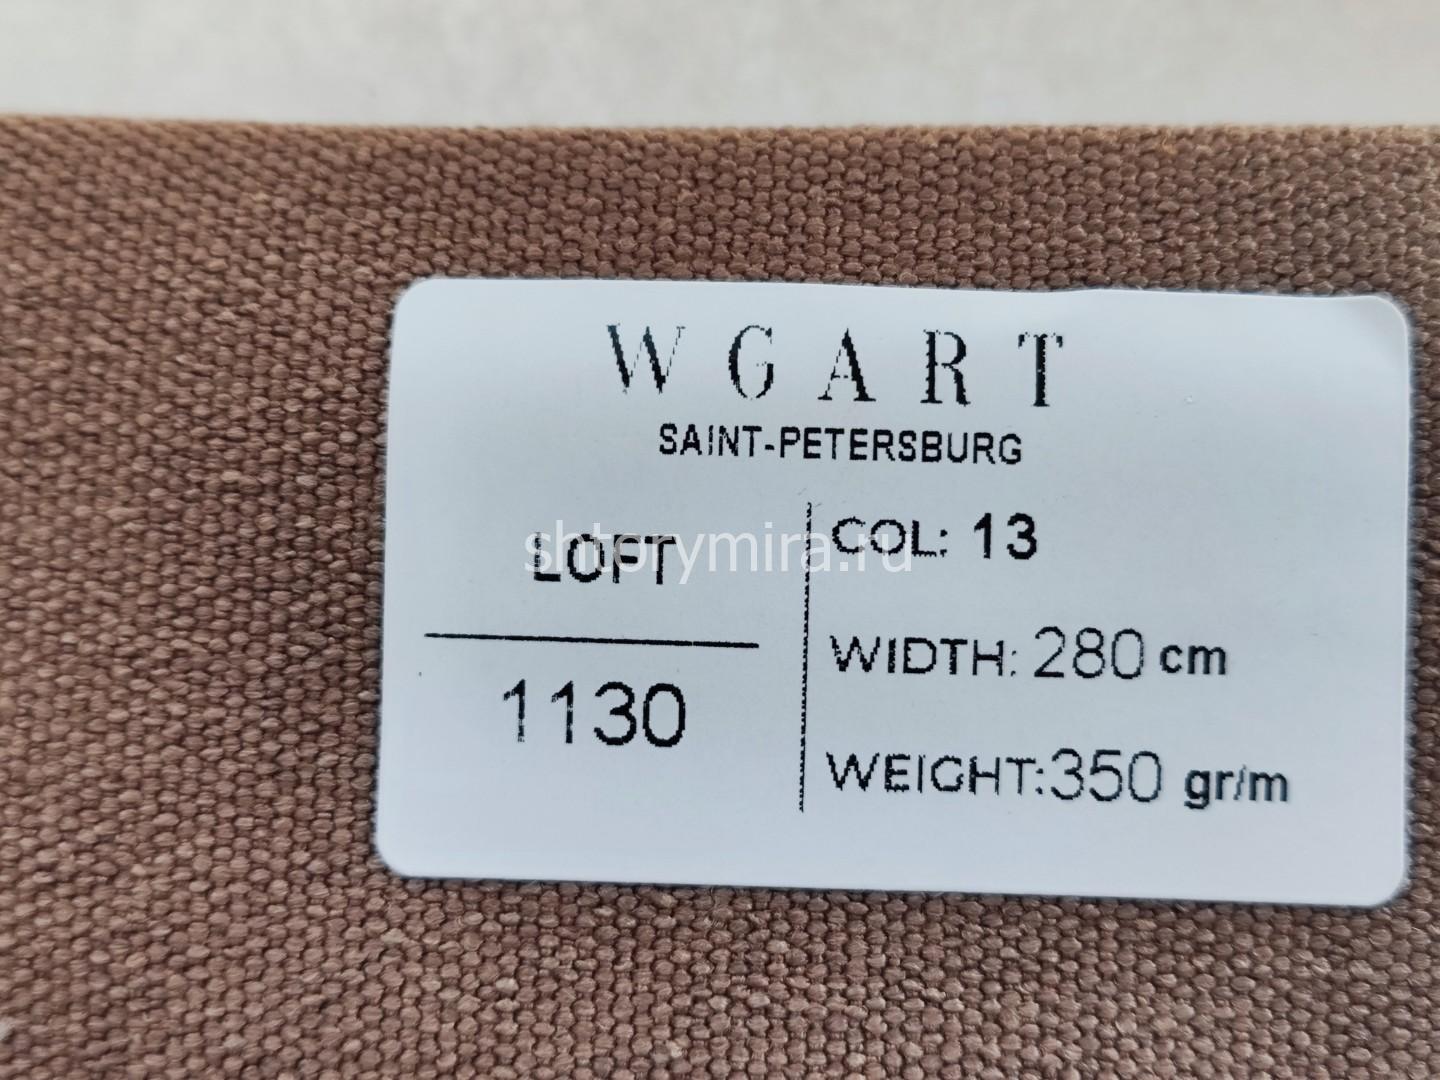 WGART
SAINT-PETERSBURG
LOFT
1130
COL: 13
WIDTH: 280 cm
WEIGHT:350 gr/m
shtorymira.ru